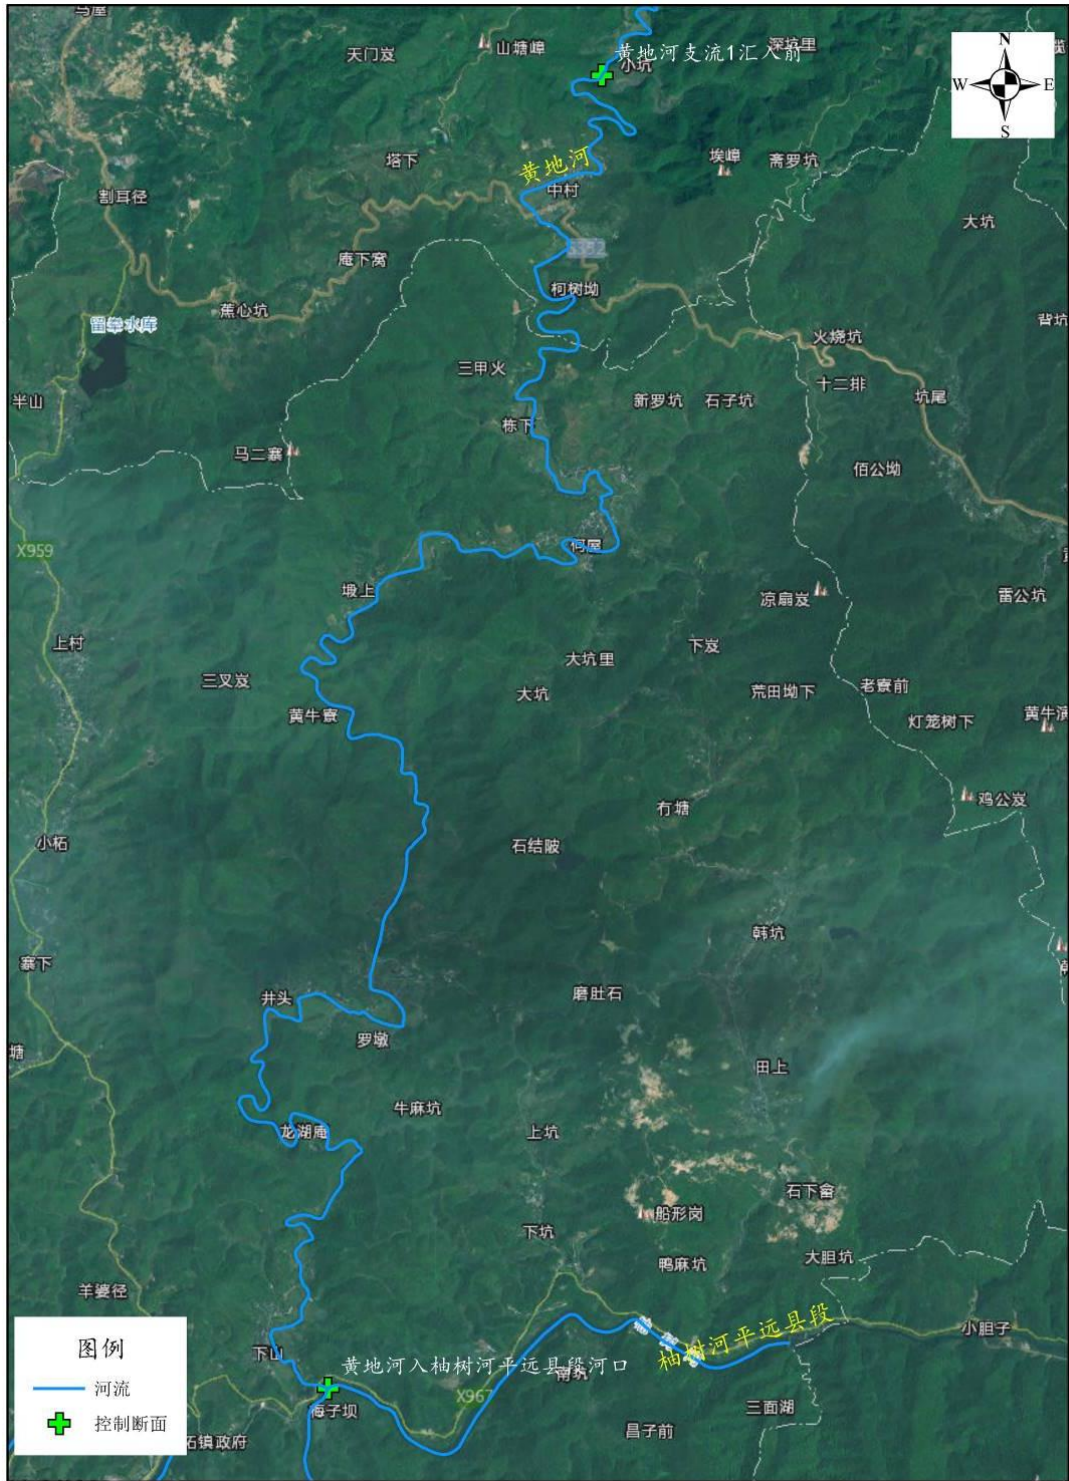 马屋
天门岌
山塘嶂
深坑里
黄地河支流1汇入前
小坑
N
W
E
S
塔下
黄地河
埃嶂
斋罗坑
割耳径
中村
大坑
庵下窝
柯树坳
蕉心坑
留拳水库
火烧坑
背坑
三甲火
十二排
半山
新罗坑
石子坑
坑尾
栋下
马二寨
佰公坳
X959
何屋
塅上
凉扇岌
雷公坑
上村
下岌
大坑里
三叉岌
大坑
荒田坳下
老寮前
黄牛寮
灯笼树下
鸡公岌
冇塘
小柘
石结陂
韩坑
寨下
井头
磨肚石
罗墩
塘
田上
牛麻坑
龙湖庵
上坑
石下畲
船形岗
下坑
大胆坑
鸭麻坑
羊婆径
柚树河平远县段
小胆子
图例
河流
控制断面
下山
黄地河入柚树河平远县段河口
南坑
X967
梅子坝
三面湖
昌子前
柘镇政府